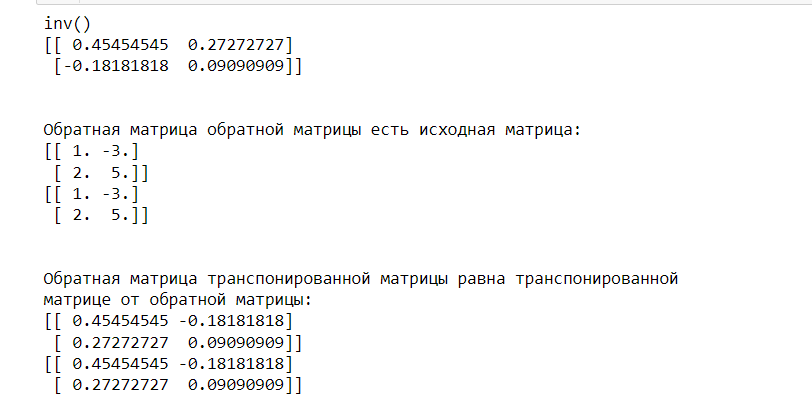 inv()
[[ 0.45454545  0.27272727]
 [-0.18181818  0.09090909]]
Обратная матрица обратной матрицы есть исходная матрица:
[[ 1. -3.]
 [ 2.  5.]]
[[ 1. -3.]
 [ 2.  5.]]
Обратная матрица транспонированной матрицы равна транспонированной
матрице от обратной матрицы:
[[ 0.45454545 -0.18181818]
 [ 0.27272727  0.09090909]]
[[ 0.45454545 -0.18181818]
 [ 0.27272727  0.09090909]]